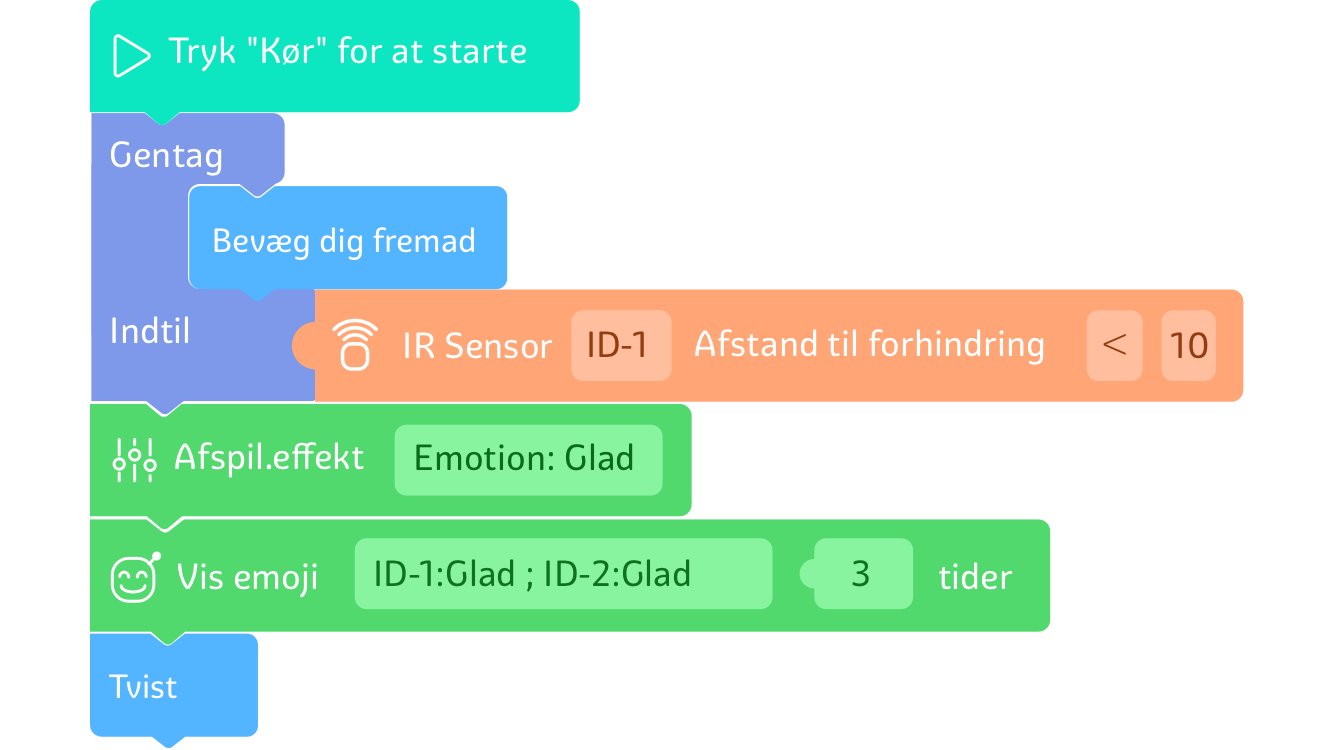 Tryk "Kør" for at starte
Gentag
Bevæg dig fremad
Indtil IR Sensor ID-1 Afstand til forhindring < 10
Afspil.effekt Emotion: Glad
Vis emoji ID-1:Glad ; ID-2:Glad 3 tider
Tvist